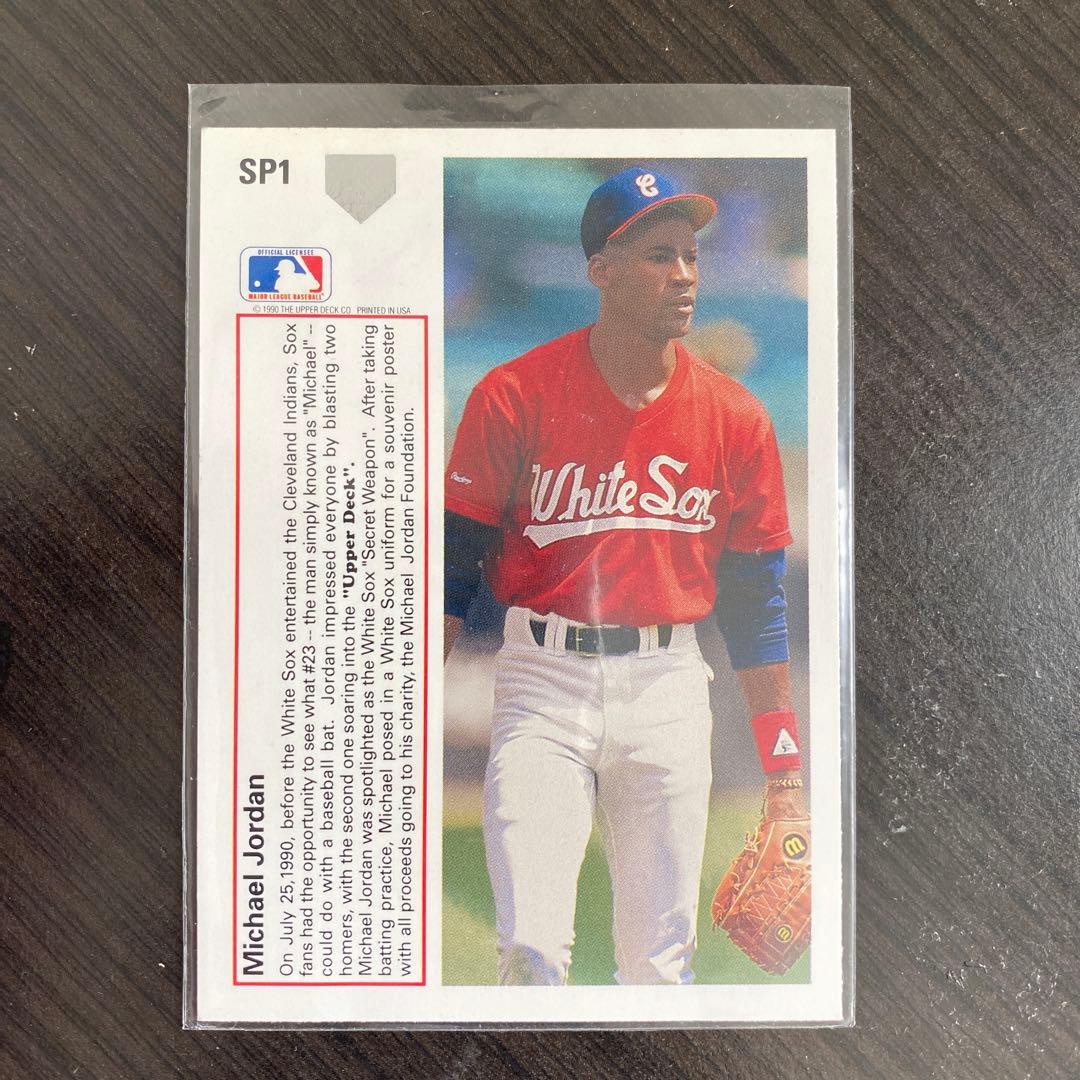 SP1
OFFICIAL LICENSEE
MAJOR LEAGUE BASEBALL
© 1990 THE UPPER DECK CO. PRINTED IN USA
Michael Jordan
On July 25,1990, before the White Sox entertained the Cleveland Indians, Sox
fans had the opportunity to see what #23 -- the man simply known as "Michael" --
could do with a baseball bat. Jordan impressed everyone by blasting two
homers, with the second one soaring into the "Upper Deck".
Michael Jordan was spotlighted as the White Sox "Secret Weapon". After taking
batting practice, Michael posed in a White Sox uniform for a souvenir poster
with all proceeds going to his charity, the Michael Jordan Foundation.
C
White Sox